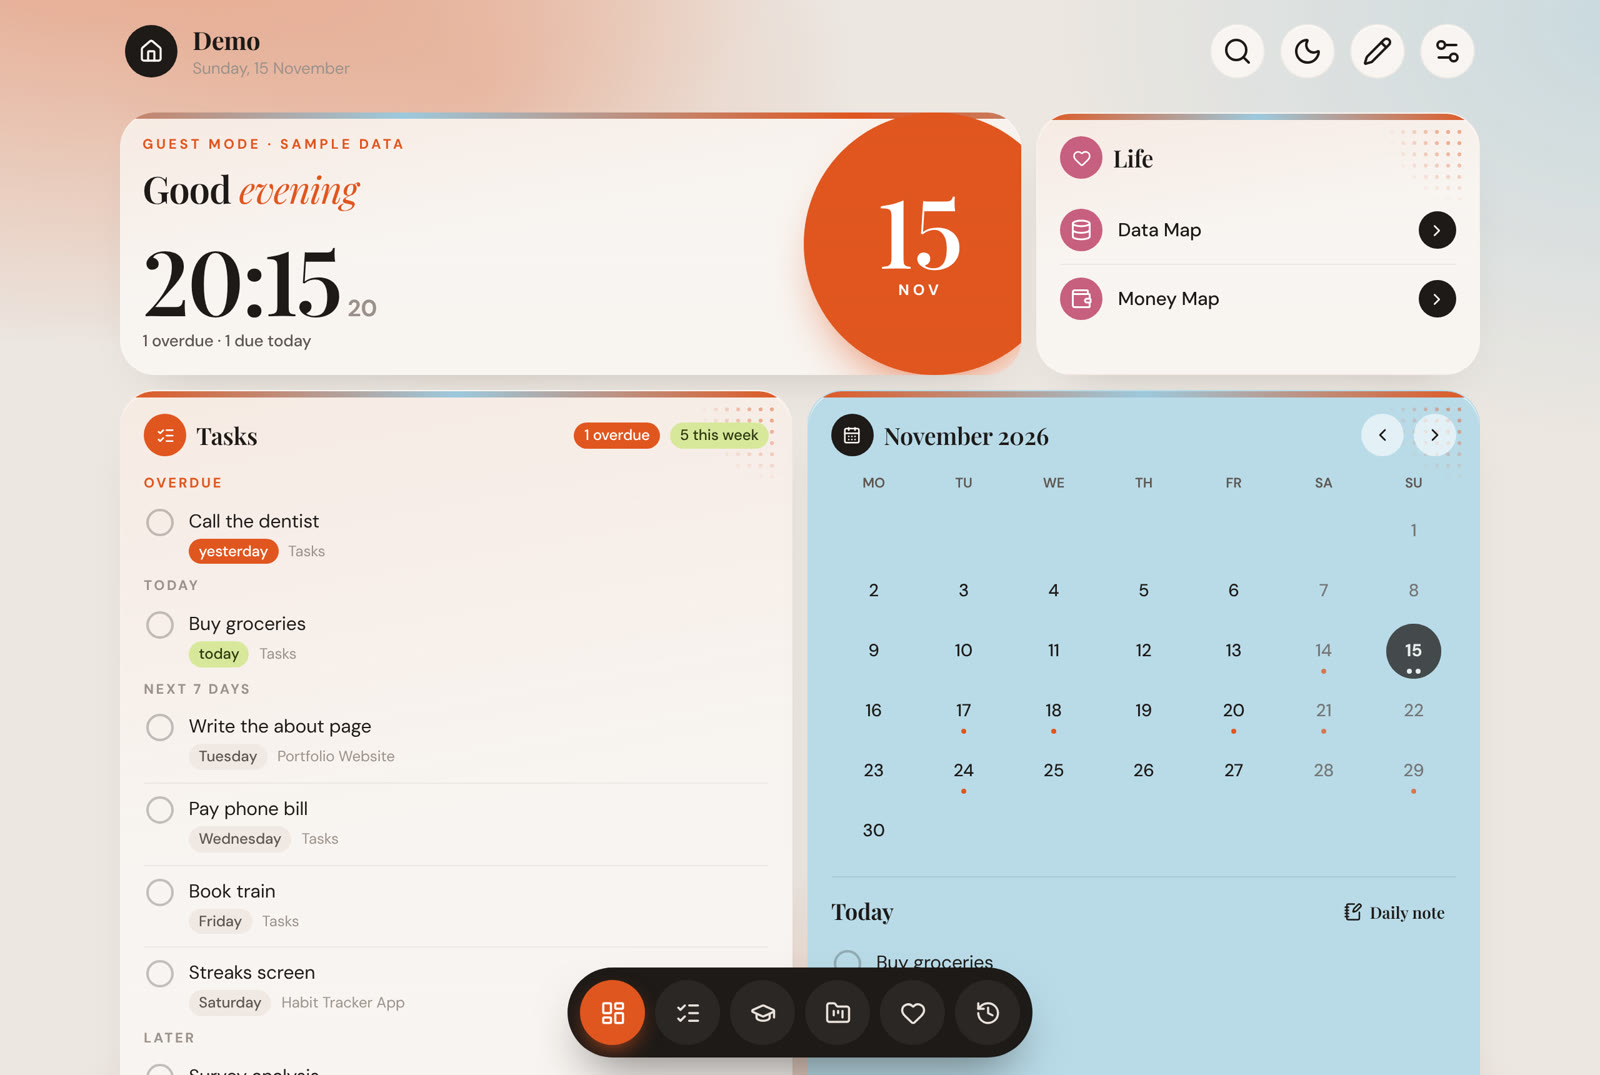 Demo
Sunday, 15 November
GUEST MODE · SAMPLE DATA
Good evening
20:15 20
1 overdue · 1 due today
15
NOV
Life
Data Map
Money Map
Tasks
1 overdue
5 this week
OVERDUE
Call the dentist
yesterday Tasks
TODAY
Buy groceries
today Tasks
NEXT 7 DAYS
Write the about page
Tuesday Portfolio Website
Pay phone bill
Wednesday Tasks
Book train
Friday Tasks
Streaks screen
Saturday Habit Tracker App
LATER
Survey analysis
November 2026
MO TU WE TH FR SA SU
1
2 3 4 5 6 7 8
9 10 11 12 13 14 15
16 17 18 19 20 21 22
23 24 25 26 27 28 29
30
Today
Daily note
Buy groceries